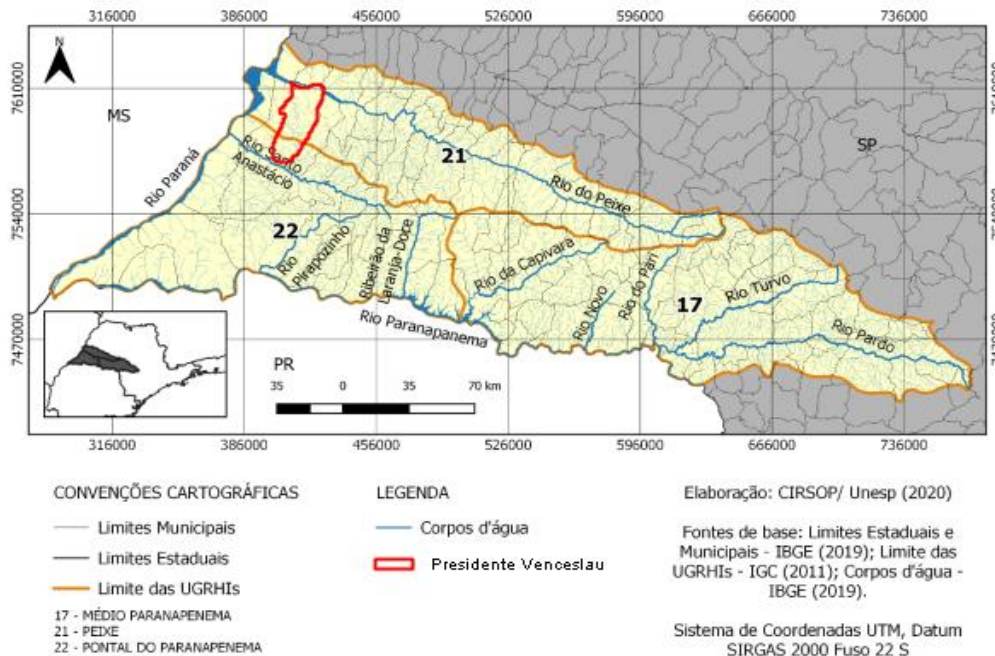 316000 386000 456000 526000 596000 666000 736000
N
7610000
7610000
MS
SP
Rio Paraná
Rio Santo
Anastácio
21
Rio do Peixe
7540000
7540000
22
Rio
Pirapozinho
Ribeirão da
Laranja-Doce
Rio da Capivara
Rio Novo
Rio do Pari
17
Rio Turvo
Rio Pardo
7470000
7470000
Rio Paranapanema
PR
35 0 35 70 km
316000 386000 456000 526000 596000 666000 736000
CONVENÇÕES CARTOGRÁFICAS
Limites Municipais
Limites Estaduais
Limite das UGRHIs
17 - MÉDIO PARANAPENEMA
21 - PEIXE
22 - PONTAL DO PARANAPENEMA
LEGENDA
Corpos d'água
Presidente Venceslau
Elaboração: CIRSOP/ Unesp (2020)
Fontes de base: Limites Estaduais e
Municipais - IBGE (2019); Limite das
UGRHIs - IGC (2011); Corpos d'água -
IBGE (2019).
Sistema de Coordenadas UTM, Datum
SIRGAS 2000 Fuso 22 S